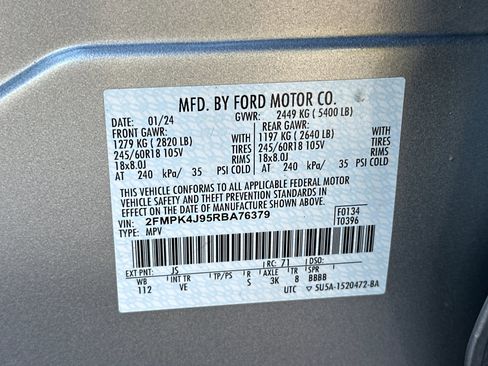 MFD. BY FORD MOTOR CO.
DATE: 01/24 GVWR: 2449 KG ( 5400 LB)
FRONT GAWR: REAR GAWR:
1279 KG ( 2820 LB) 1197 KG ( 2640 LB)
245/60R18 105V TIRES 245/60R18 105V TIRES
18x8.0J RIMS 18x8.0J RIMS
AT 240 kPa/ 35 PSI COLD AT 240 kPa/ 35 PSI COLD
THIS VEHICLE CONFORMS TO ALL APPLICABLE FEDERAL MOTOR
VEHICLE SAFETY AND THEFT PREVENTION STANDARDS IN
EFFECT ON THE DATE OF MANUFACTURE SHOWN ABOVE.
VIN: 2FMPK4J95RBA76379 F0134
TYPE: MPV T0396
EXT PNT: JS RC: 71 DSO:
WB INT TR TP/PS R AXLE TR SPR
112 VE S 3K 8 BBBB
UTC 5U5A-1520472-BA